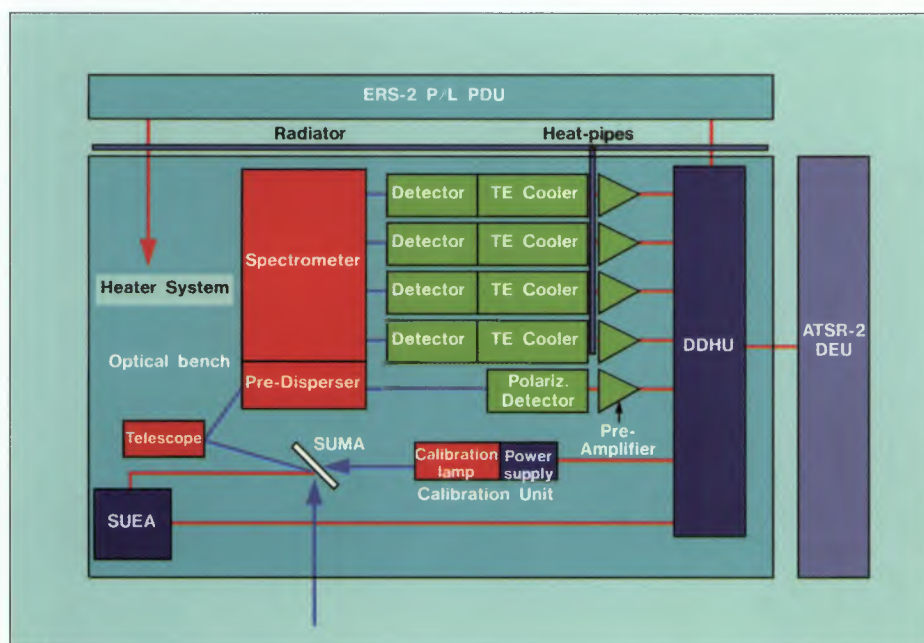 ERS-2 P/L PDU
Radiator
Heat-pipes
Detector
TE Cooler
Detector
TE Cooler
Spectrometer
Heater System
Detector
TE Cooler
Detector
TE Cooler
DDHU
ATSR-2
DEU
Optical bench
Pre-Disperser
Polariz.
Detector
Telescope
SUMA
Pre-
Amplifier
Calibration
lamp
Power
supply
Calibration Unit
SUEA